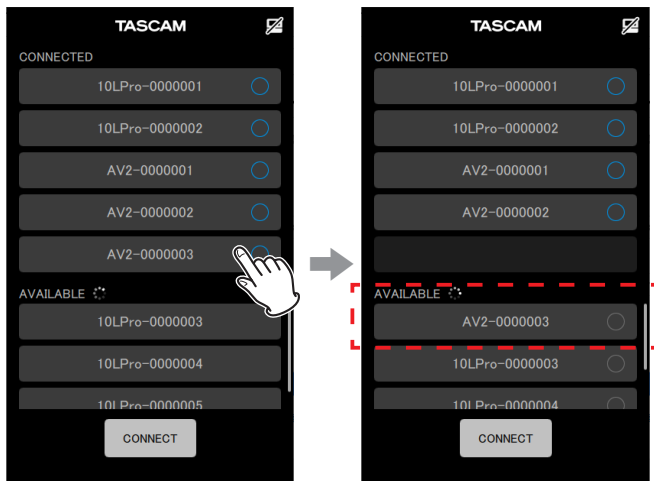 TASCAM
CONNECTED
10LPro-0000001
10LPro-0000002
AV2-0000001
AV2-0000002
AV2-0000003
AVAILABLE
10LPro-0000003
10LPro-0000004
10LPro-0000005
CONNECT
TASCAM
CONNECTED
10LPro-0000001
10LPro-0000002
AV2-0000001
AV2-0000002
AVAILABLE
AV2-0000003
10LPro-0000003
10LPro-0000004
CONNECT